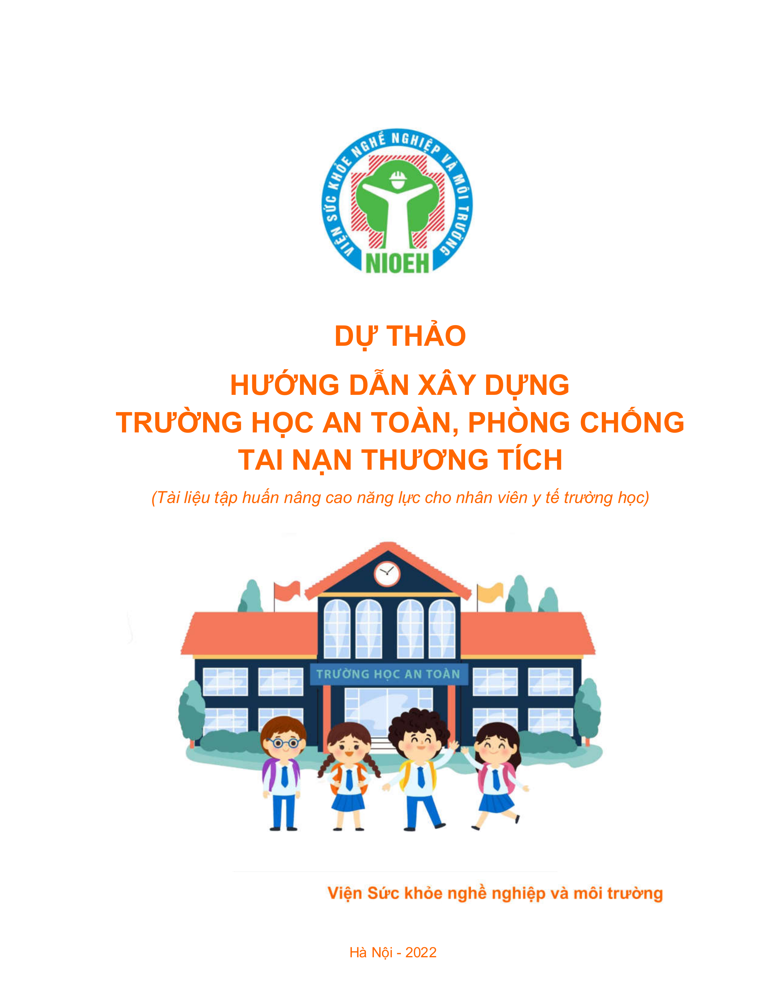 VIỆN SỨC KHỎE NGHỀ NGHIỆP VÀ MÔI TRƯỜNG
NIOEH
DỰ THẢO
HƯỚNG DẪN XÂY DỰNG
TRƯỜNG HỌC AN TOÀN, PHÒNG CHỐNG
TAI NẠN THƯƠNG TÍCH
(Tài liệu tập huấn nâng cao năng lực cho nhân viên y tế trường học)
TRƯỜNG HỌC AN TOÀN
Viện Sức khỏe nghề nghiệp và môi trường
Hà Nội - 2022